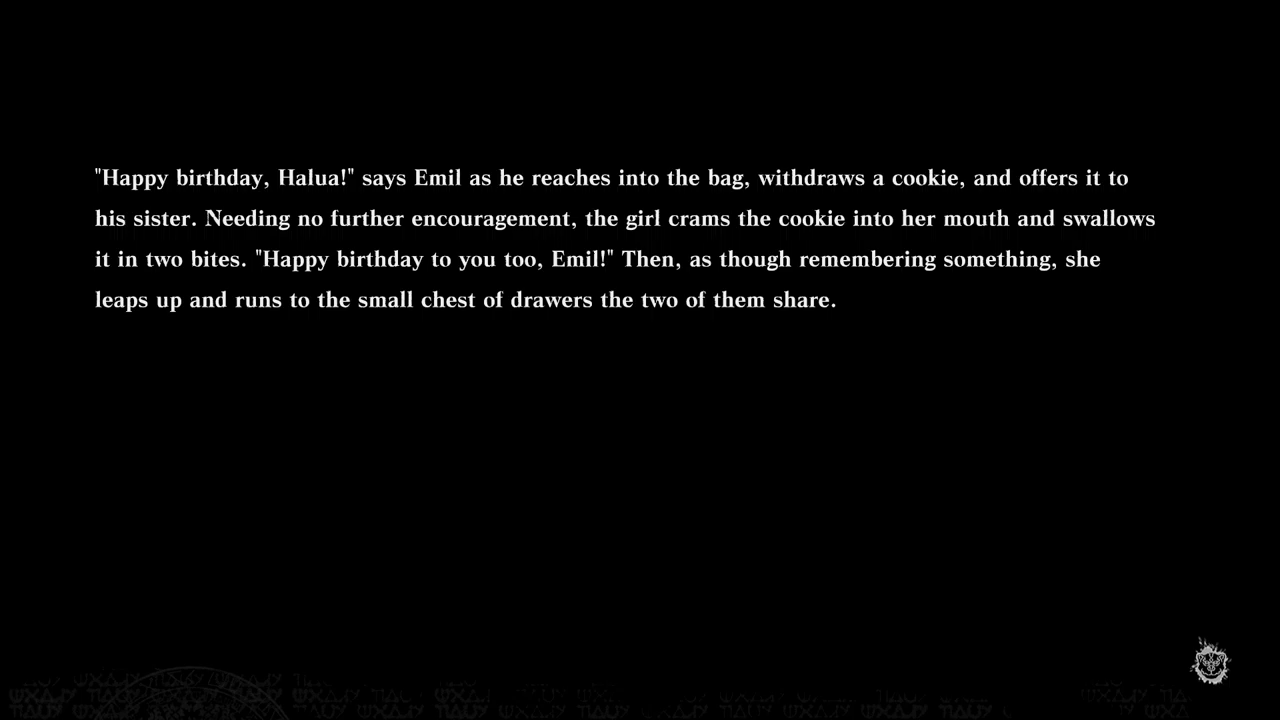 "Happy birthday, Halua!" says Emil as he reaches into the bag, withdraws a cookie, and offers it to
his sister. Needing no further encouragement, the girl crams the cookie into her mouth and swallows
it in two bites. "Happy birthday to you too, Emil!" Then, as though remembering something, she
leaps up and runs to the small chest of drawers the two of them share.